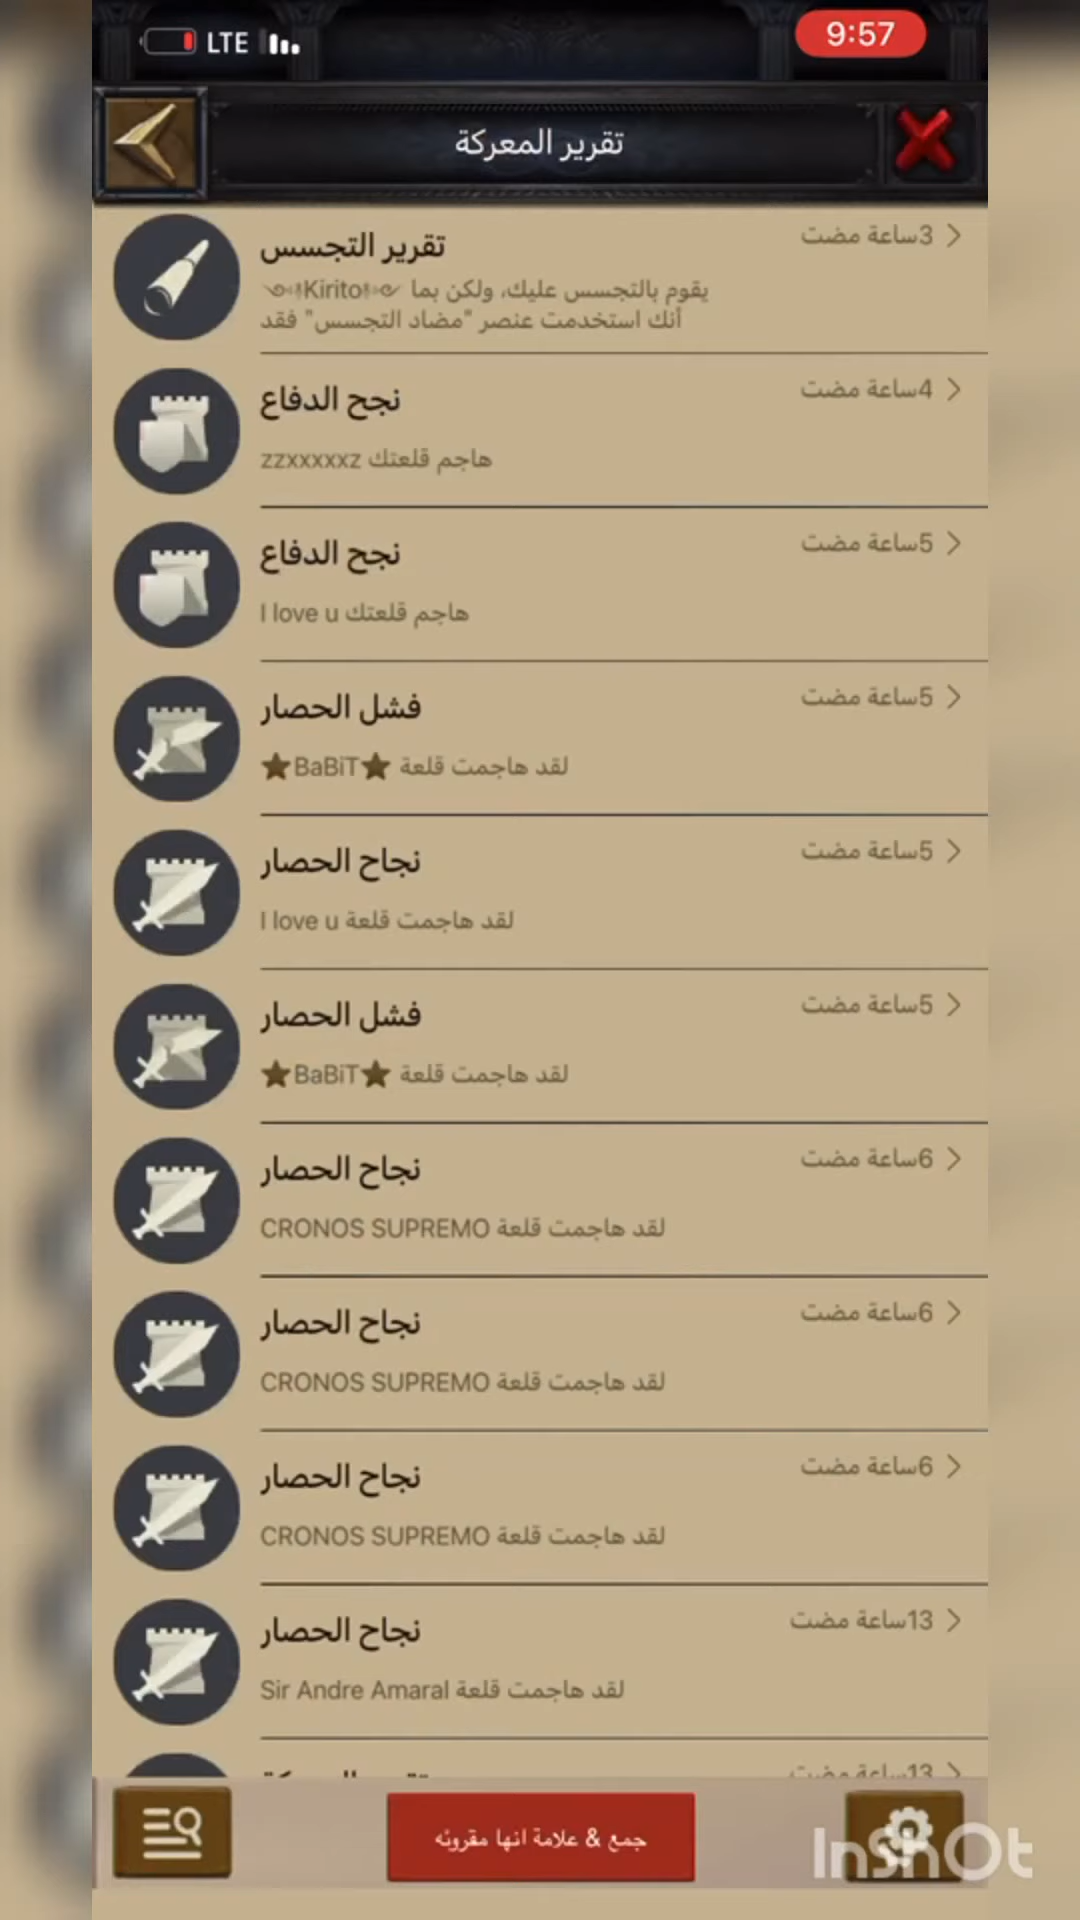 LTE
9:57
تقرير المعركة
تقرير التجسس
3ساعة مضت
يقوم بالتجسس عليك، ولكن بما Kirito
أنك استخدمت عنصر "مضاد التجسس" فقد
نجح الدفاع
4ساعة مضت
هاجم قلعتك zzxxxxxz
نجح الدفاع
5ساعة مضت
هاجم قلعتك I love u
فشل الحصار
5ساعة مضت
لقد هاجمت قلعة ★BaBiT★
نجاح الحصار
5ساعة مضت
لقد هاجمت قلعة I love u
فشل الحصار
5ساعة مضت
لقد هاجمت قلعة ★BaBiT★
نجاح الحصار
6ساعة مضت
لقد هاجمت قلعة CRONOS SUPREMO
نجاح الحصار
6ساعة مضت
لقد هاجمت قلعة CRONOS SUPREMO
نجاح الحصار
6ساعة مضت
لقد هاجمت قلعة CRONOS SUPREMO
نجاح الحصار
13ساعة مضت
لقد هاجمت قلعة Sir Andre Amaral
13ساعة مضت
جمع & علامة انها مقروئه
InShOt